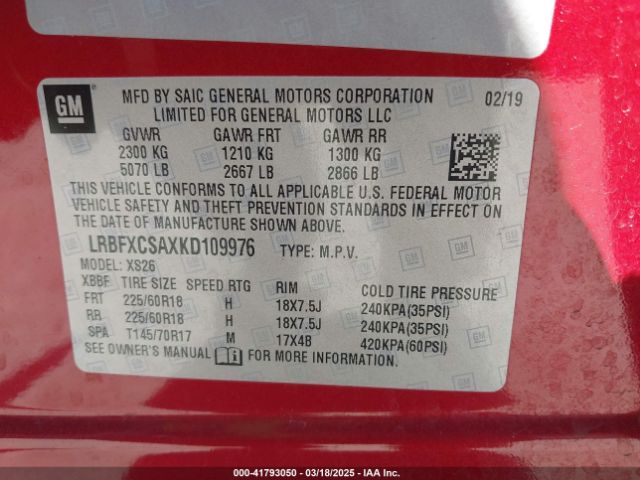 GM
MFD BY SAIC GENERAL MOTORS CORPORATION 02/19
LIMITED FOR GENERAL MOTORS LLC
GVWR GAWR FRT GAWR RR
2300 KG 1210 KG 1300 KG
5070 LB 2667 LB 2866 LB
THIS VEHICLE CONFORMS TO ALL APPLICABLE U.S. FEDERAL MOTOR
VEHICLE SAFETY AND THEFT PREVENTION STANDARDS IN EFFECT ON
THE DATE OF MANUFACTURE SHOWN ABOVE.
LRBFXCSAXKD109976 TYPE: M.P.V.
MODEL: XS26
XBBF TIRE SIZE SPEED RTG RIM COLD TIRE PRESSURE
FRT 225/60R18 H 18X7.5J 240KPA(35PSI)
RR 225/60R18 H 18X7.5J 240KPA(35PSI)
SPA T145/70R17 M 17X4B 420KPA(60PSI)
SEE OWNER'S MANUAL i FOR MORE INFORMATION.
000-41793050 - 03/18/2025 - IAA Inc.